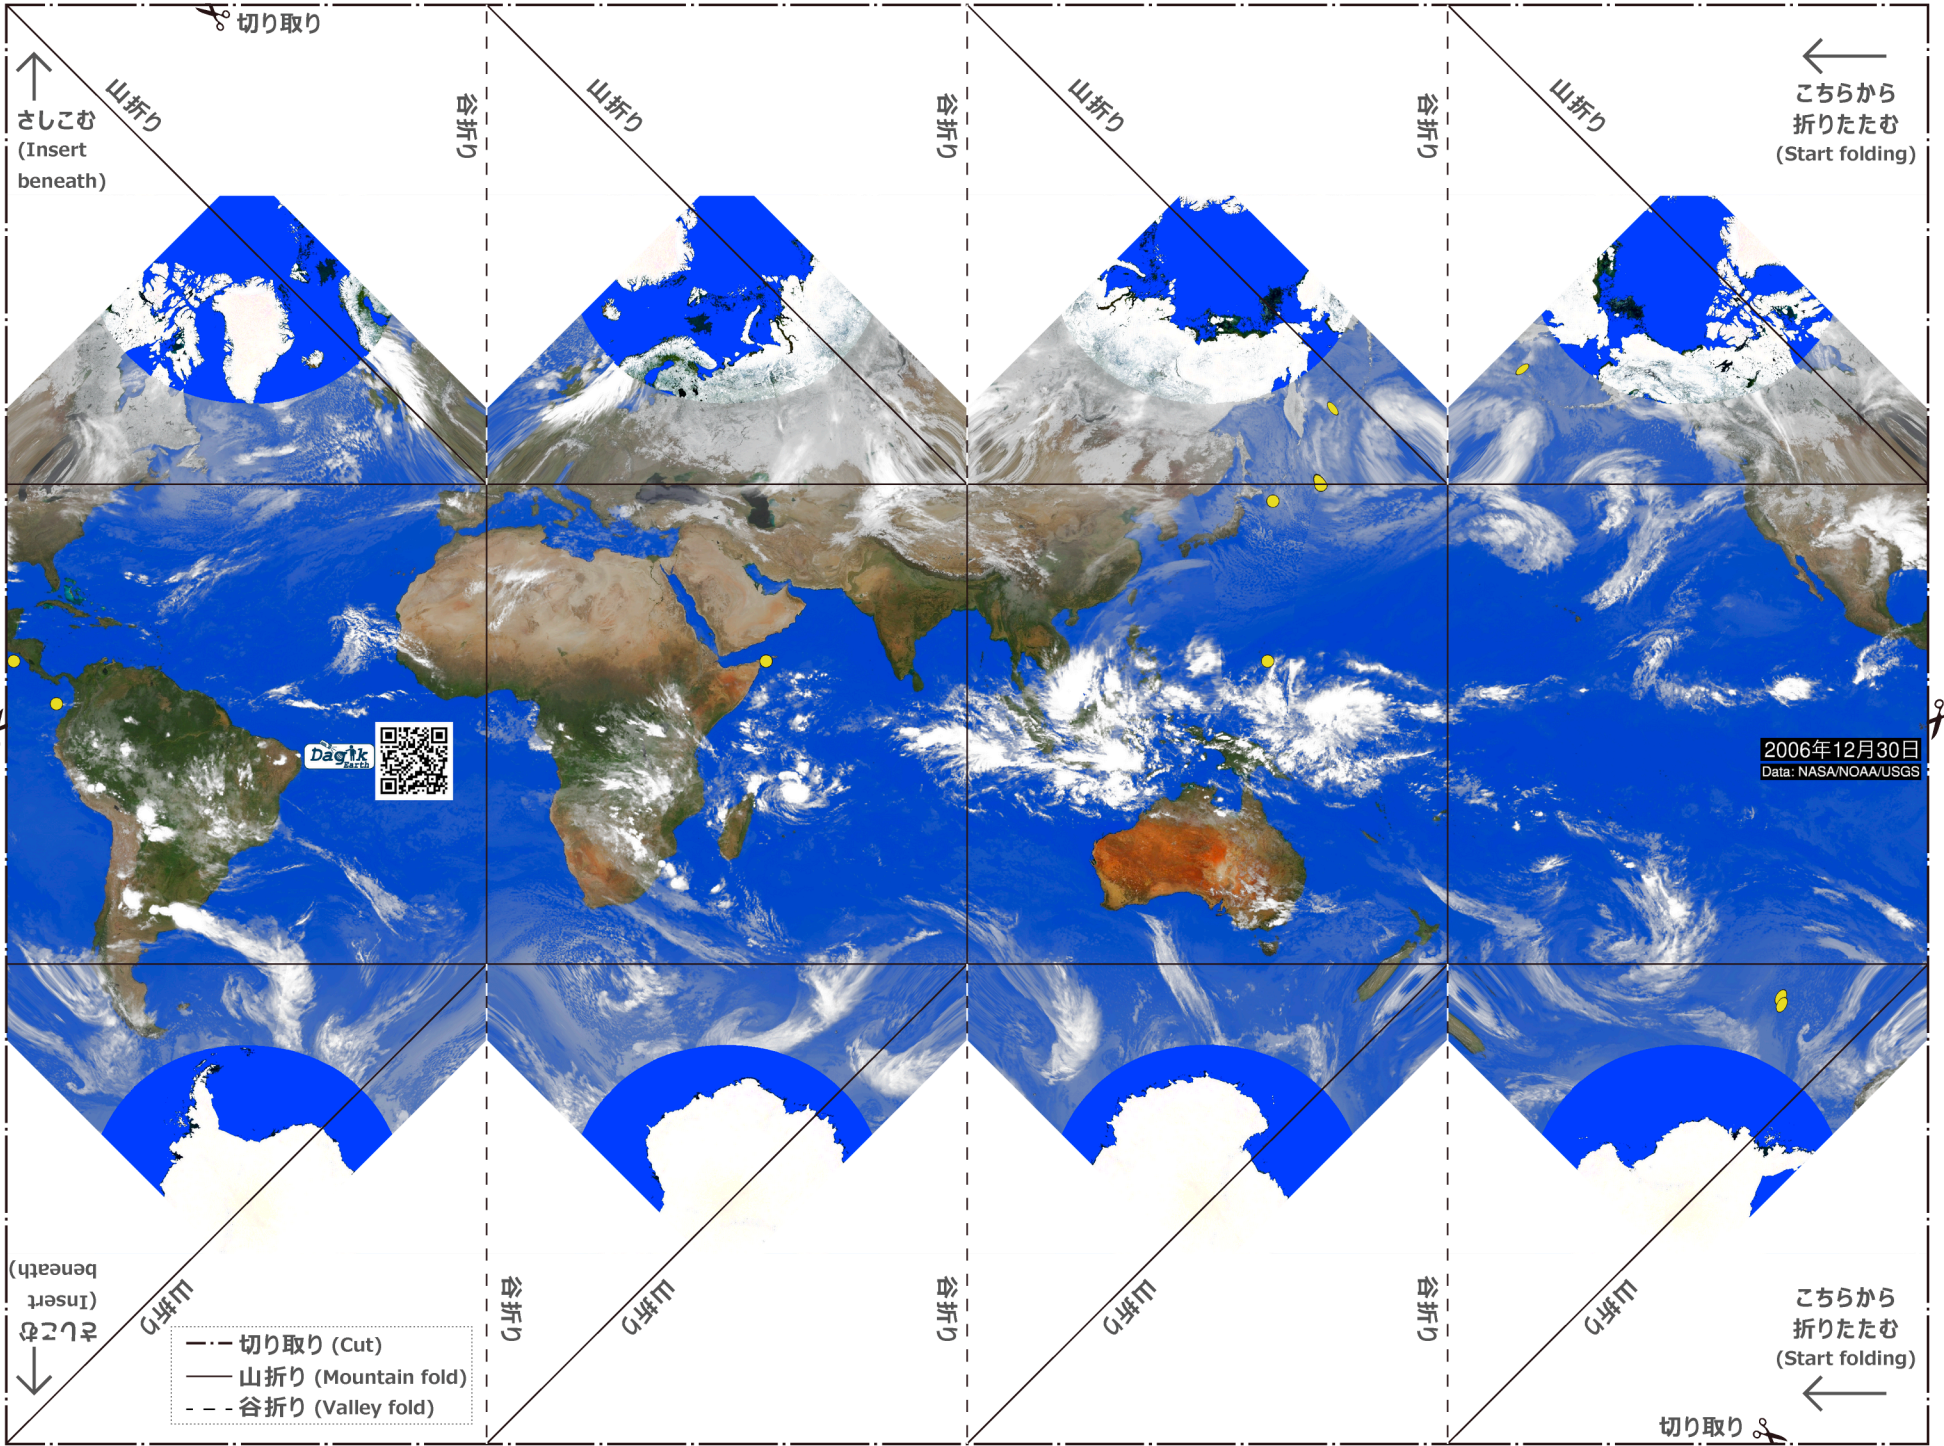 切り取り
山折り
谷折り
山折り
谷折り
山折り
谷折り
山折り
さしこむ
(Insert
beneath)
こちらから
折りたたむ
(Start folding)
Dagik
Earth
2006年12月30日
Data: NASA/NOAA/USGS
さしこむ
(Insert
beneath)
山折り
谷折り
山折り
谷折り
山折り
谷折り
山折り
こちらから
折りたたむ
(Start folding)
切り取り (Cut)
山折り (Mountain fold)
谷折り (Valley fold)
切り取り